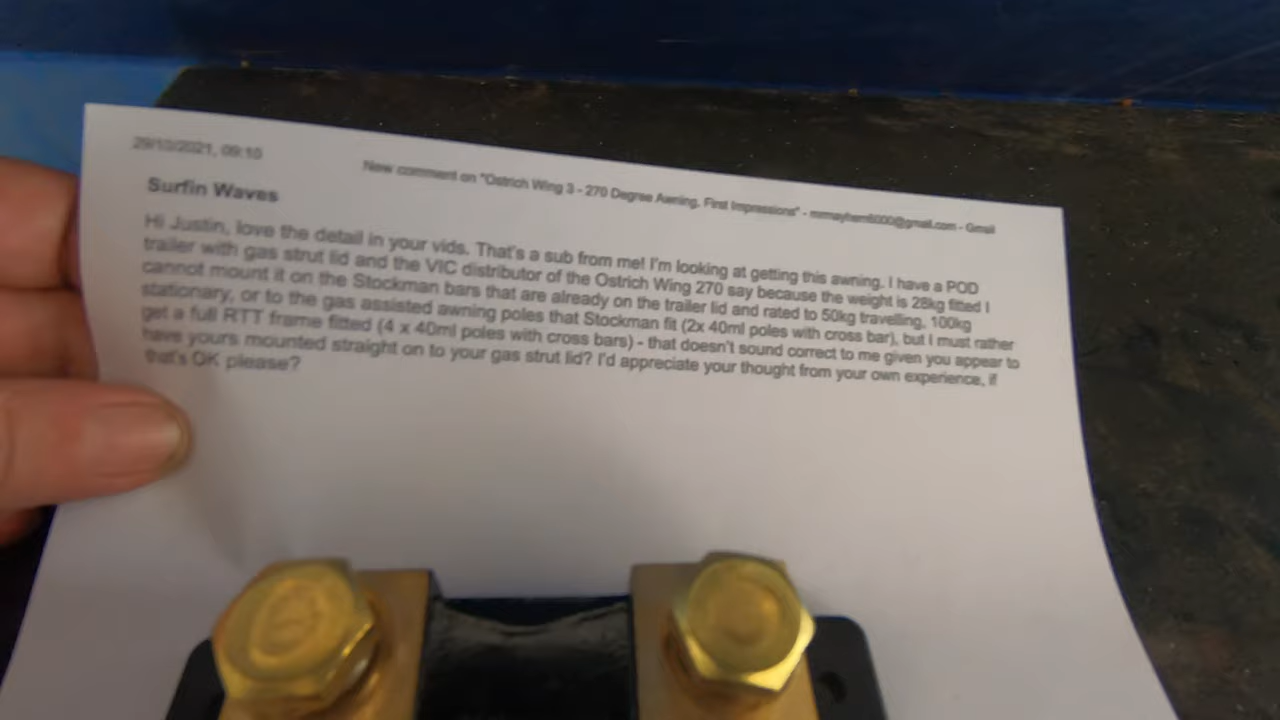 29/10/2021, 09:10
New comment on "Ostrich Wing 3 - 270 Degree Awning. First Impressions" - mrmayhem6000@gmail.com - Gmail
Surfin Waves
Hi Justin, love the detail in your vids. That's a sub from me! I'm looking at getting this awning. I have a POD
trailer with gas strut lid and the VIC distributor of the Ostrich Wing 270 say because the weight is 28kg fitted I
cannot mount it on the Stockman bars that are already on the trailer lid and rated to 50kg travelling, 100kg
stationary, or to the gas assisted awning poles that Stockman fit (2x 40ml poles with cross bar), but I must rather
get a full RTT frame fitted (4 x 40ml poles with cross bars) - that doesn't sound correct to me given you appear to
have yours mounted straight on to your gas strut lid? I'd appreciate your thought from your own experience, if
that's OK please?